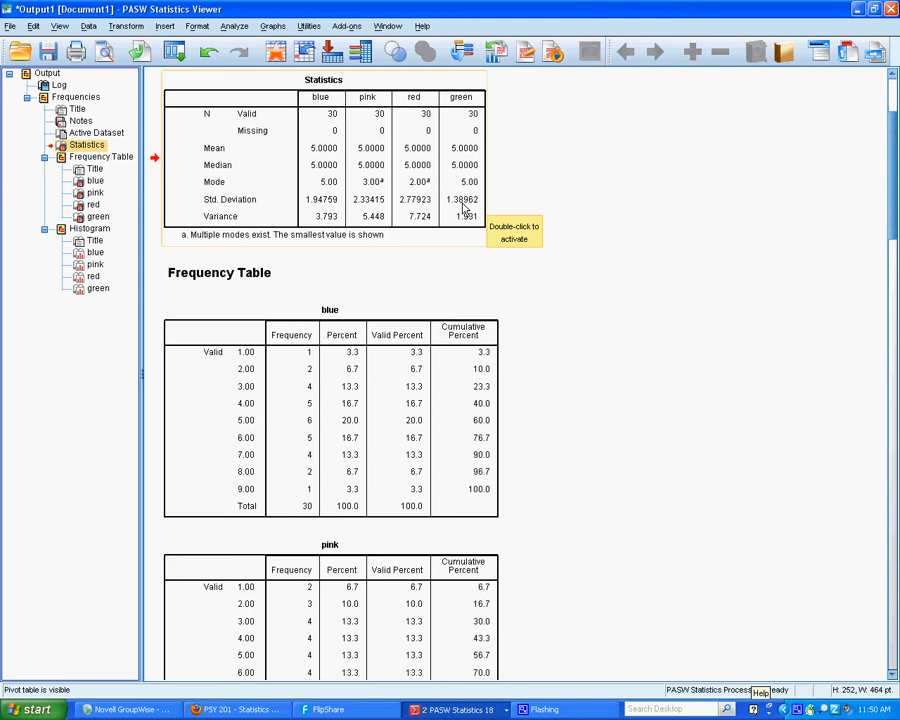 *Output1 [Document1] - PASW Statistics Viewer
File Edit View Data Transform Insert Format Analyze Graphs Utilities Add-ons Window Help
Output
Log
Frequencies
Title
Notes
Active Dataset
Statistics
Frequency Table
Title
blue
pink
red
green
Histogram
Title
blue
pink
red
green
Statistics
blue pink red green
N Valid 30 30 30 30
Missing 0 0 0 0
Mean 5.0000 5.0000 5.0000 5.0000
Median 5.0000 5.0000 5.0000 5.0000
Mode 5.00 3.00a 2.00a 5.00
Std. Deviation 1.94759 2.33415 2.77923 1.38962
Variance 3.793 5.448 7.724
a. Multiple modes exist. The smallest value is shown
Double-click to
activate
Frequency Table
blue
Frequency Percent Valid Percent Cumulative Percent
Valid 1.00 1 3.3 3.3 3.3
2.00 2 6.7 6.7 10.0
3.00 4 13.3 13.3 23.3
4.00 5 16.7 16.7 40.0
5.00 6 20.0 20.0 60.0
6.00 5 16.7 16.7 76.7
7.00 4 13.3 13.3 90.0
8.00 2 6.7 6.7 96.7
9.00 1 3.3 3.3 100.0
Total 30 100.0 100.0
pink
Frequency Percent Valid Percent Cumulative Percent
Valid 1.00 2 6.7 6.7 6.7
2.00 3 10.0 10.0 16.7
3.00 4 13.3 13.3 30.0
4.00 4 13.3 13.3 43.3
5.00 4 13.3 13.3 56.7
6.00 4 13.3 13.3 70.0
Pivot table is visible
PASW Statistics Process ready H: 252, W: 464 pt.
Help
start Novell GroupWise - ... PSY 201 - Statistics ... FlipShare 2 PASW Statistics 18 Flashing Search Desktop 11:50 AM